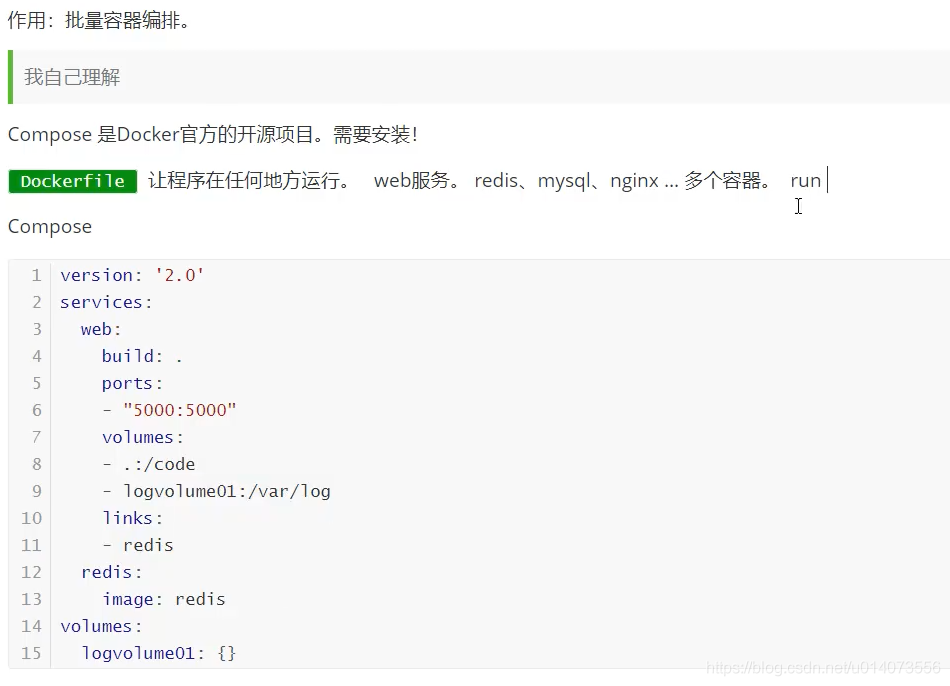 作用：批量容器编排。
我自己理解
Compose 是Docker官方的开源项目。需要安装！
Dockerfile 让程序在任何地方运行。 web服务。 redis、mysql、nginx ... 多个容器。 run
Compose
1 version: '2.0'
2 services:
3   web:
4     build: .
5     ports:
6     - "5000:5000"
7     volumes:
8     - .:/code
9     - logvolume01:/var/log
10     links:
11     - redis
12   redis:
13     image: redis
14 volumes:
15   logvolume01: {}
https://blog.csdn.net/u014073556